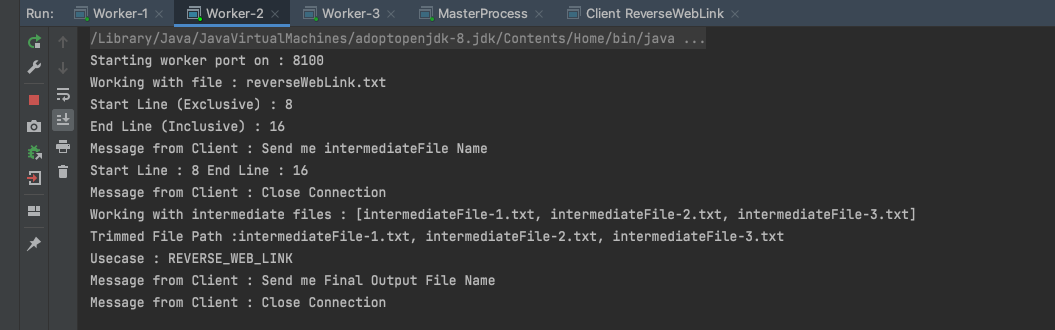 Run: Worker-1 Worker-2 Worker-3 MasterProcess Client ReverseWebLink
/Library/Java/JavaVirtualMachines/adoptopenjdk-8.jdk/Contents/Home/bin/java ...
Starting worker port on : 8100
Working with file : reverseWebLink.txt
Start Line (Exclusive) : 8
End Line (Inclusive) : 16
Message from Client : Send me intermediateFile Name
Start Line : 8 End Line : 16
Message from Client : Close Connection
Working with intermediate files : [intermediateFile-1.txt, intermediateFile-2.txt, intermediateFile-3.txt]
Trimmed File Path :intermediateFile-1.txt, intermediateFile-2.txt, intermediateFile-3.txt
Usecase : REVERSE_WEB_LINK
Message from Client : Send me Final Output File Name
Message from Client : Close Connection